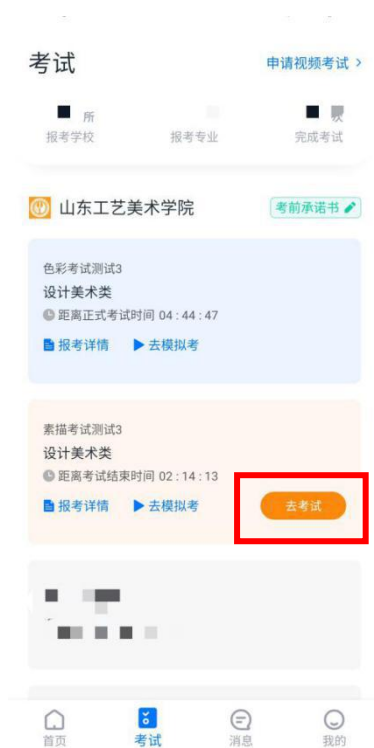 考试
申请视频考试 >
所
报考学校 报考专业 完成考试
山东工艺美术学院 考前承诺书
色彩考试测试3
设计美术类
距离正式考试时间 04 : 44 : 47
报考详情 去模拟考
素描考试测试3
设计美术类
距离考试结束时间 02 : 14 : 13
报考详情 去模拟考 去考试
首页 考试 消息 我的